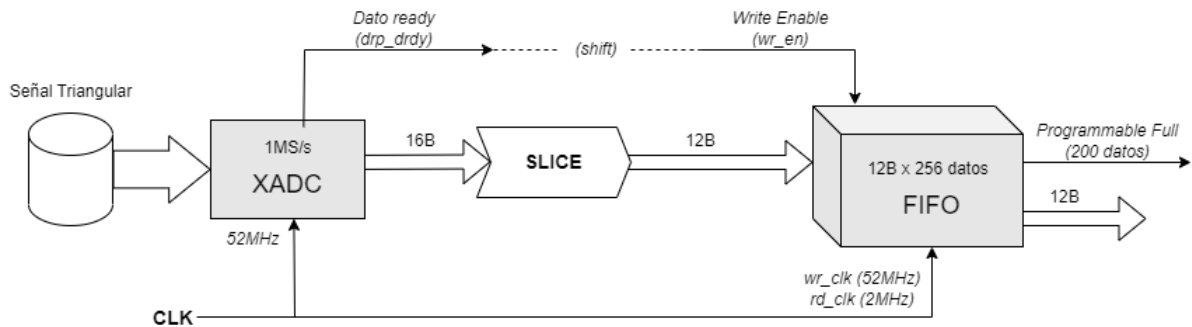 Dato ready
(drp_drdy)
(shift)
Write Enable
(wr_en)
Señal Triangular
1MS/s
XADC
16B
SLICE
12B
12B x 256 datos
FIFO
Programmable Full
(200 datos)
12B
52MHz
wr_clk (52MHz)
rd_clk (2MHz)
CLK